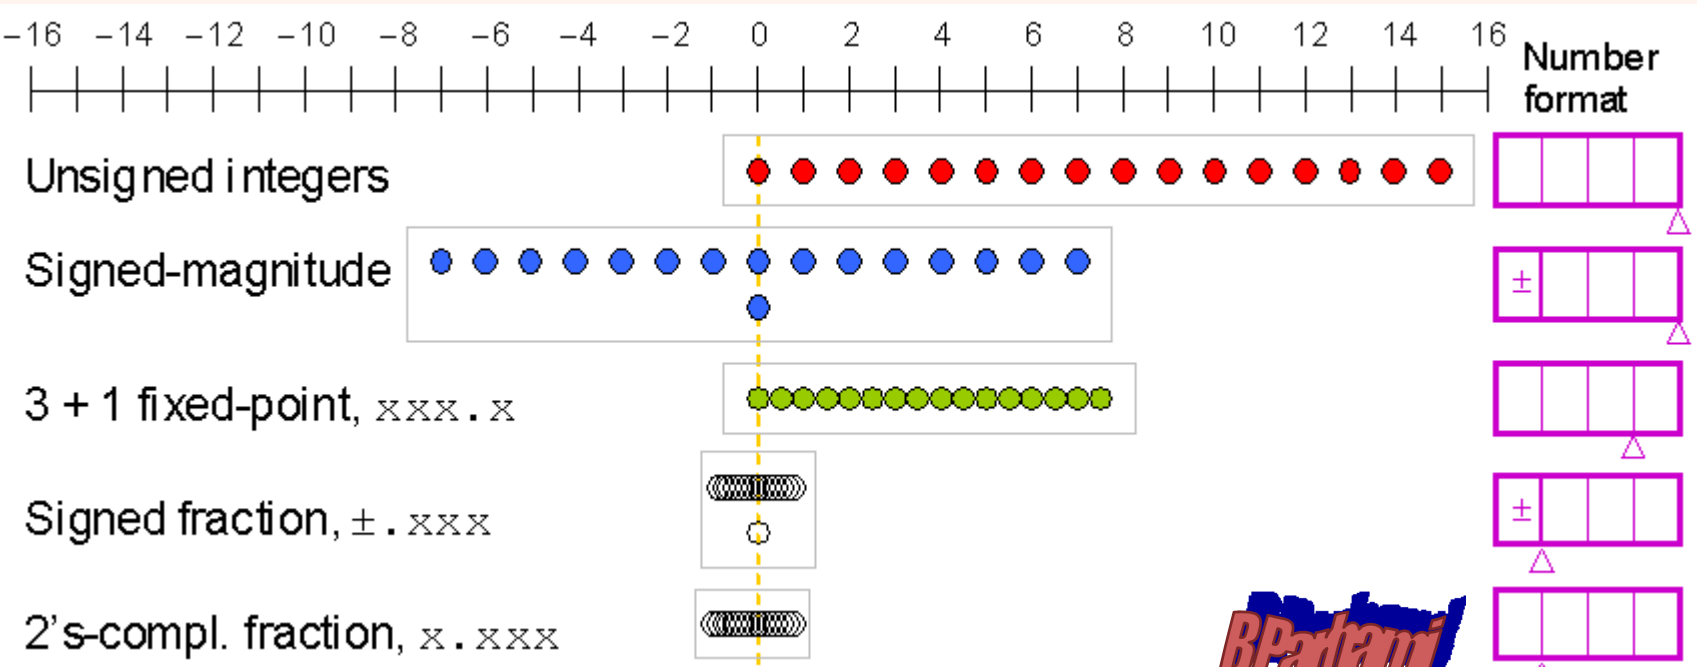 −16 −14 −12 −10 −8 −6 −4 −2 0 2 4 6 8 10 12 14 16
Number
format
Unsigned integers
Signed-magnitude
±
3 + 1 fixed-point, xxx.x
Signed fraction, ±.xxx
±
2's-compl. fraction, x.xxx
BParhami